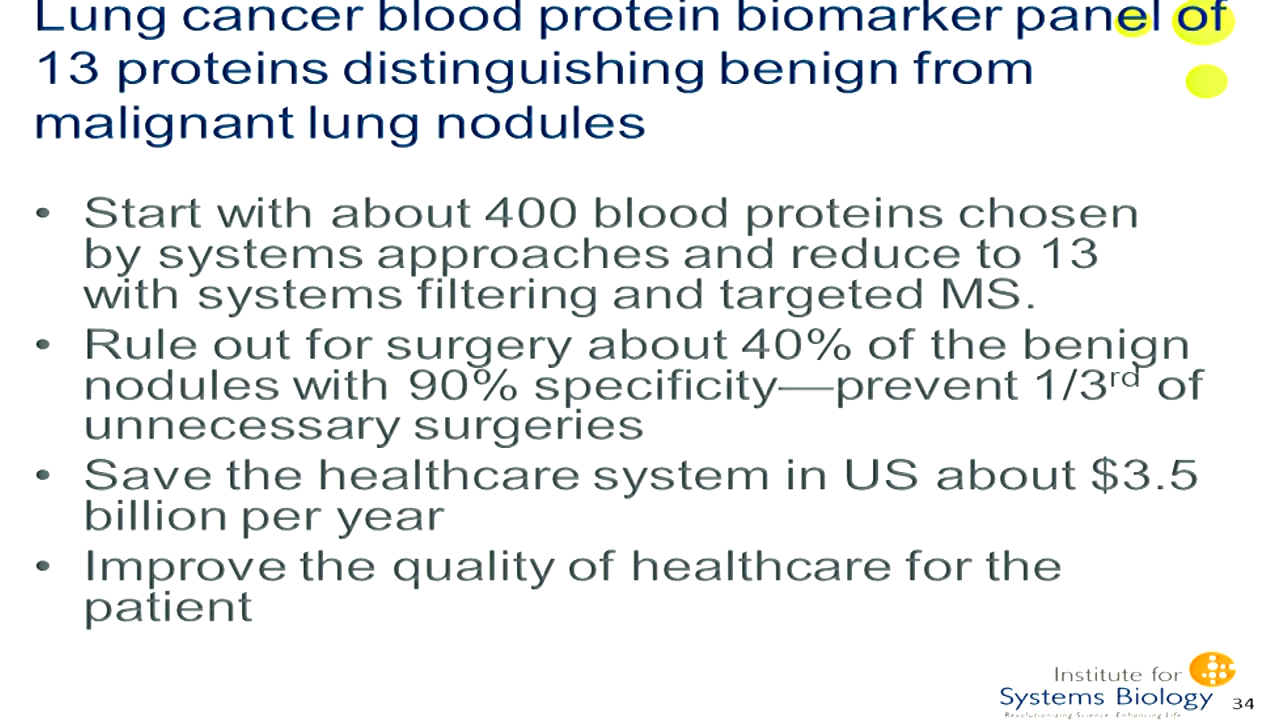 Lung cancer blood protein biomarker panel of
13 proteins distinguishing benign from
malignant lung nodules
• Start with about 400 blood proteins chosen
by systems approaches and reduce to 13
with systems filtering and targeted MS.
• Rule out for surgery about 40% of the benign
nodules with 90% specificity—prevent 1/3rd of
unnecessary surgeries
• Save the healthcare system in US about $3.5
billion per year
• Improve the quality of healthcare for the
patient
Institute for
Systems Biology
Revolutionizing Science. Enhancing Life.
34